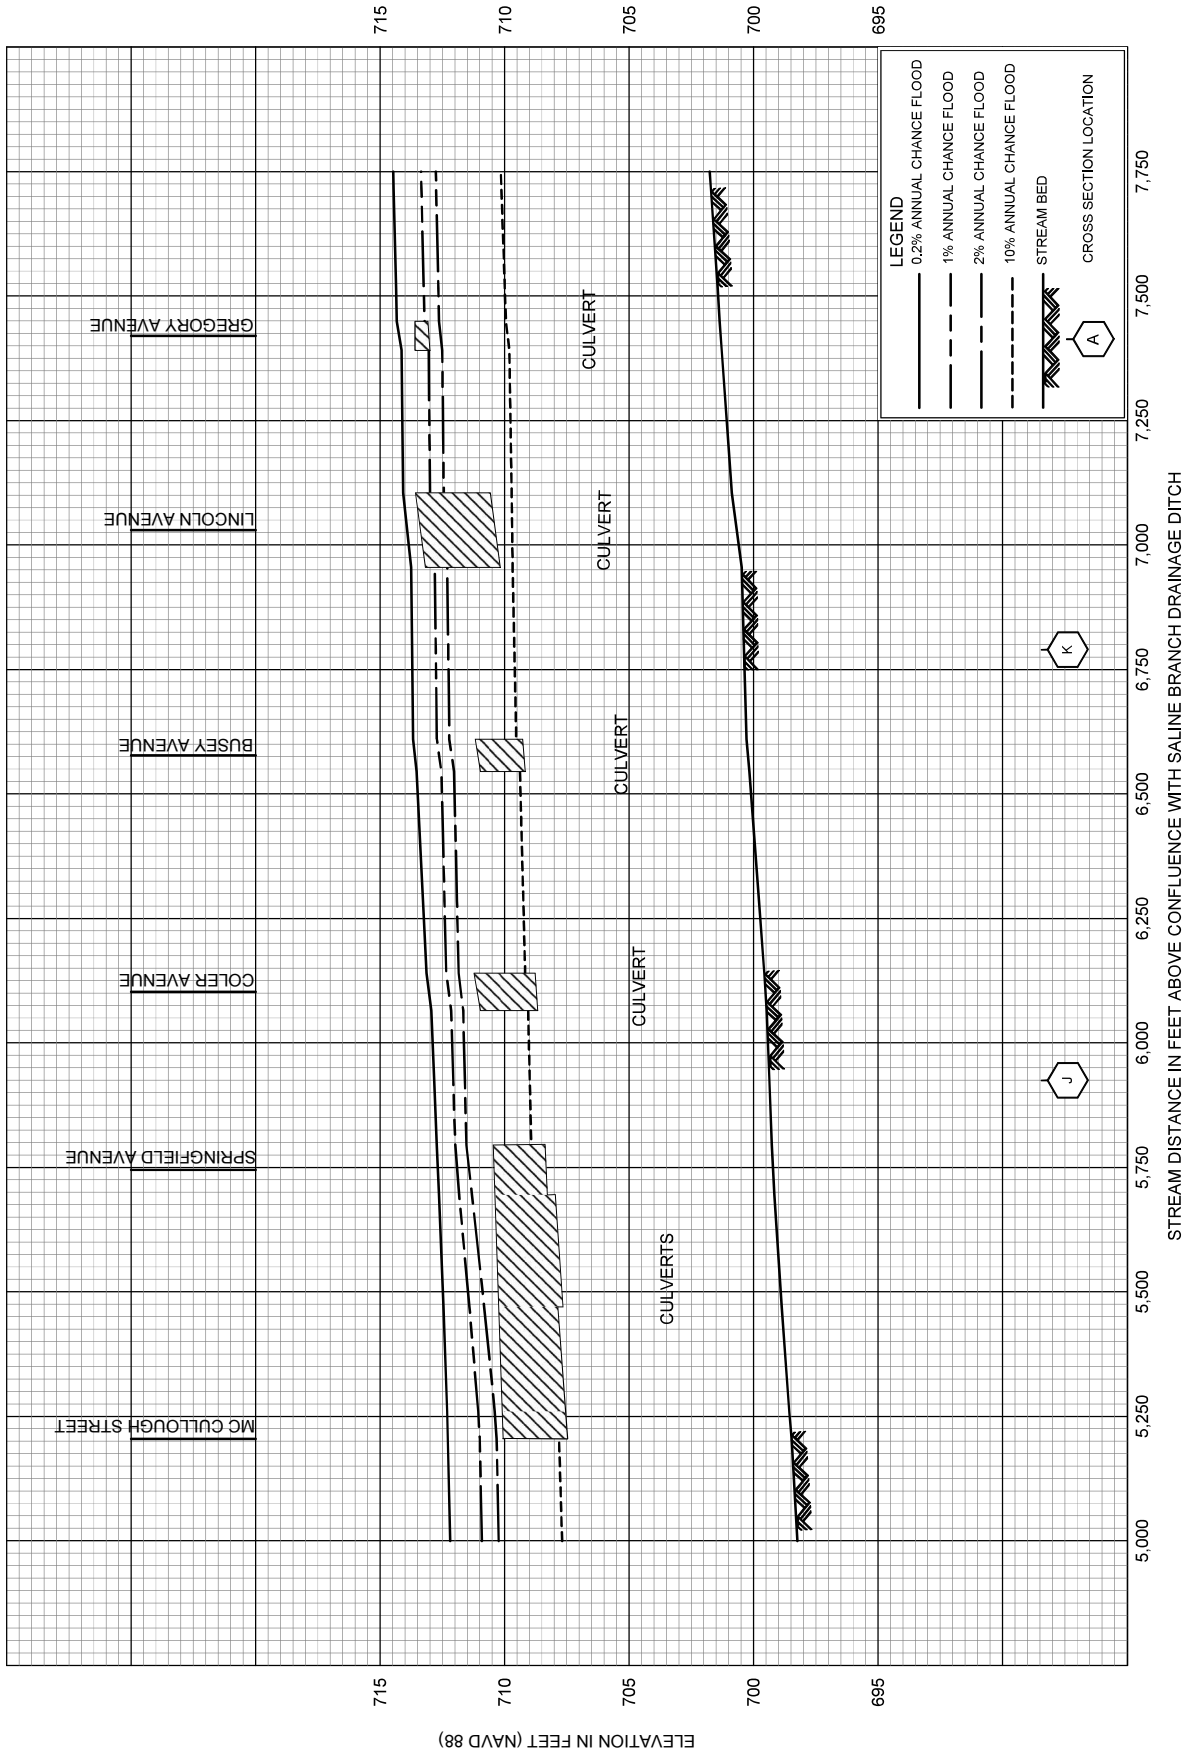 MC CULLOUGH STREET
SPRINGFIELD AVENUE
COLER AVENUE
BUSEY AVENUE
LINCOLN AVENUE
GREGORY AVENUE
715
715
710
710
705
705
700
700
695
695
ELEVATION IN FEET (NAVD 88)
CULVERTS
CULVERT
CULVERT
CULVERT
CULVERT
J
K
LEGEND
0.2% ANNUAL CHANCE FLOOD
1% ANNUAL CHANCE FLOOD
2% ANNUAL CHANCE FLOOD
10% ANNUAL CHANCE FLOOD
STREAM BED
A
CROSS SECTION LOCATION
5,000
5,250
5,500
5,750
6,000
6,250
6,500
6,750
7,000
7,250
7,500
7,750
STREAM DISTANCE IN FEET ABOVE CONFLUENCE WITH SALINE BRANCH DRAINAGE DITCH